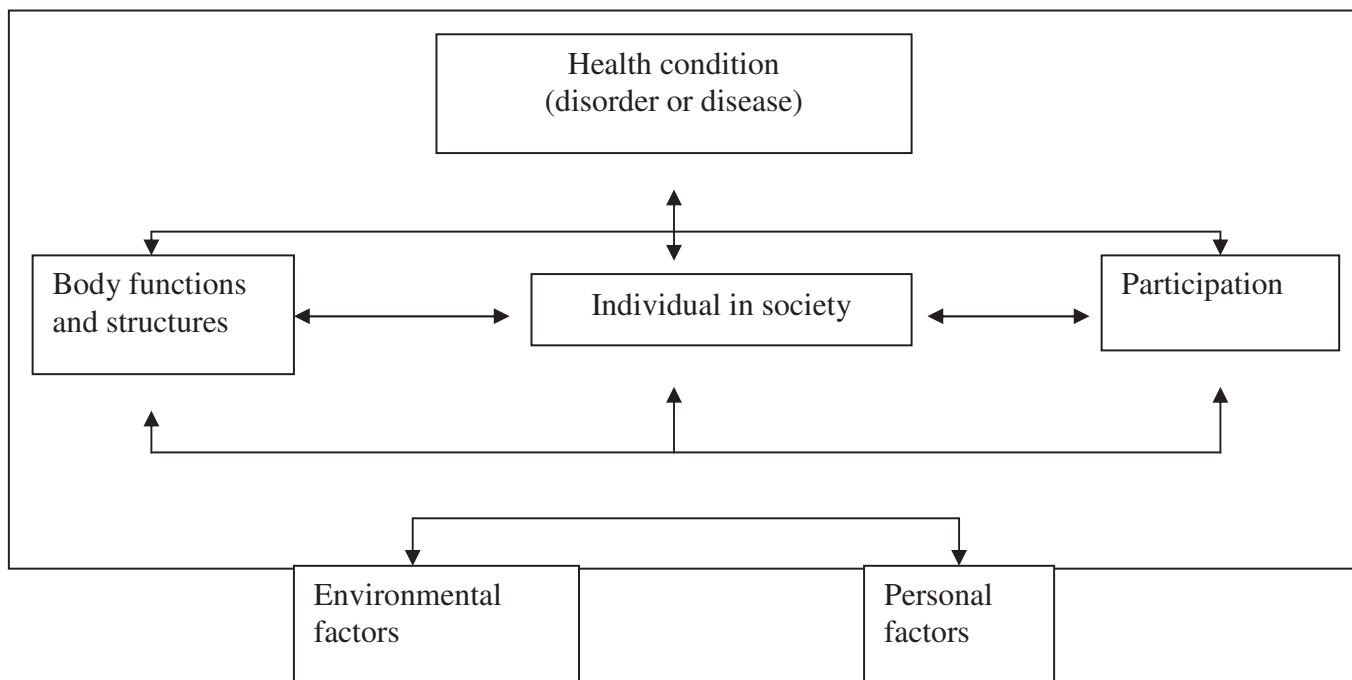 Health condition
(disorder or disease)
Body functions
and structures
Individual in society
Participation
Environmental
factors
Personal
factors